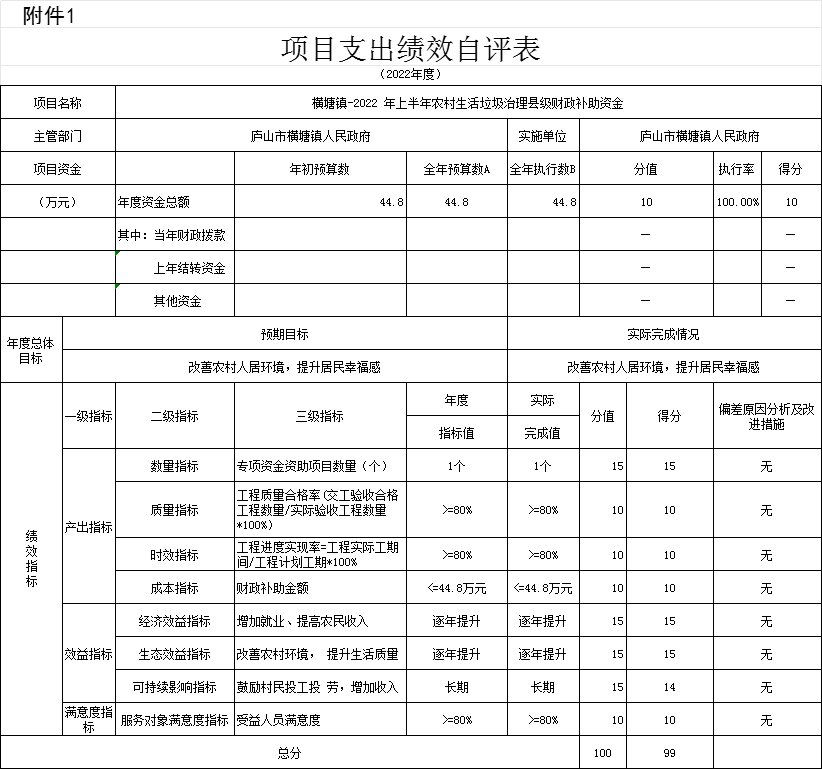 附件1
项目支出绩效自评表
（2022年度）
项目名称 横塘镇-2022 年上半年农村生活垃圾治理县级财政补助资金
主管部门 庐山市横塘镇人民政府 实施单位 庐山市横塘镇人民政府
项目资金 年初预算数 全年预算数A 全年执行数B 分值 执行率 得分
（万元） 年度资金总额 44.8 44.8 44.8 10 100.00% 10
其中：当年财政拨款 — —
上年结转资金 — —
其他资金 — —
年度总体
目标
预期目标 实际完成情况
改善农村人居环境，提升居民幸福感 改善农村人居环境，提升居民幸福感
绩效指标
一级指标 二级指标 三级指标 年度 实际 分值 得分 偏差原因分析及改
指标值 完成值 进措施
产出指标
数量指标 专项资金资助项目数量（个） 1个 1个 15 15 无
质量指标 工程质量合格率(交工验收合格
工程数量/实际验收工程数量
*100%) >=80% >=80% 10 10 无
时效指标 工程进度实现率=工程实际工期
间/工程计划工期*100% >=80% >=80% 10 10 无
成本指标 财政补助金额 <=44.8万元 <=44.8万元 10 10 无
效益指标
经济效益指标 增加就业、提高农民收入 逐年提升 逐年提升 15 15 无
生态效益指标 改善农村环境， 提升生活质量 逐年提升 逐年提升 15 15 无
可持续影响指标 鼓励村民投工投 劳，增加收入 长期 长期 15 14 无
满意度指
标
服务对象满意度指标 受益人员满意度 >=80% >=80% 10 10 无
总分 100 99